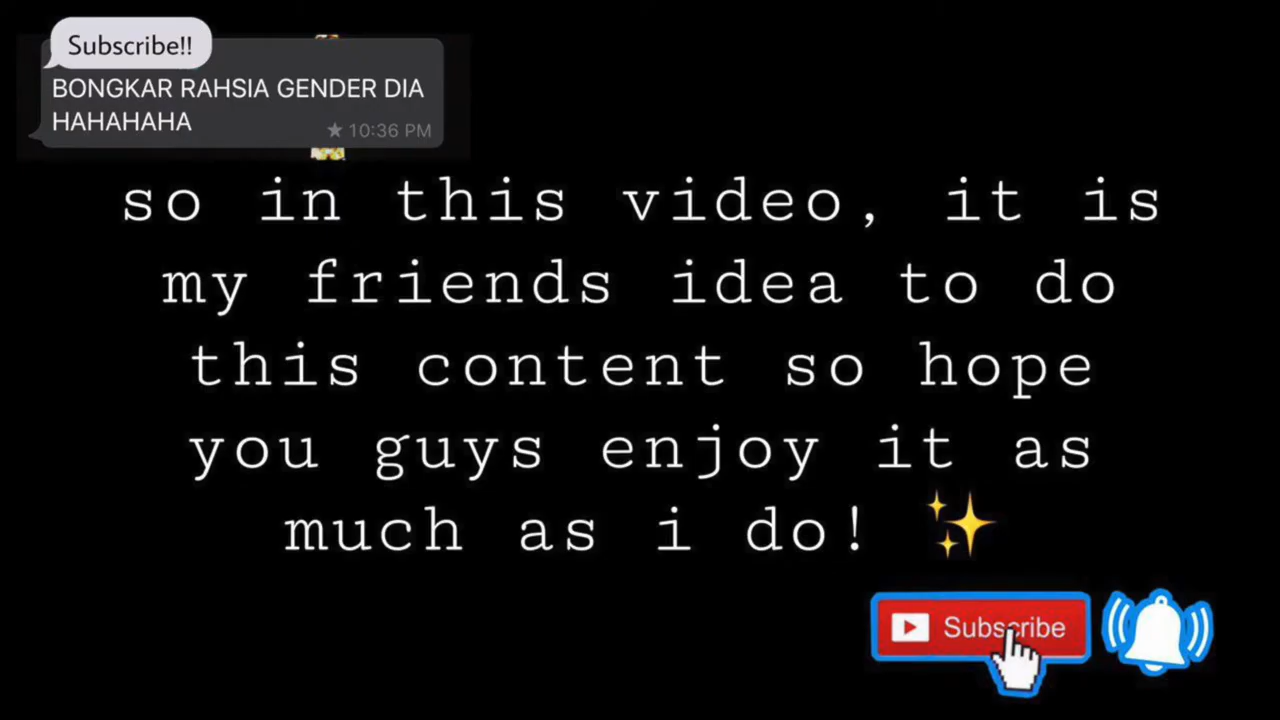 Subscribe!!
BONGKAR RAHSIA GENDER DIA
HAHAHAHA
★ 10:36 PM
so in this video, it is
my friends idea to do
this content so hope
you guys enjoy it as
much as i do! ✨
Subscribe